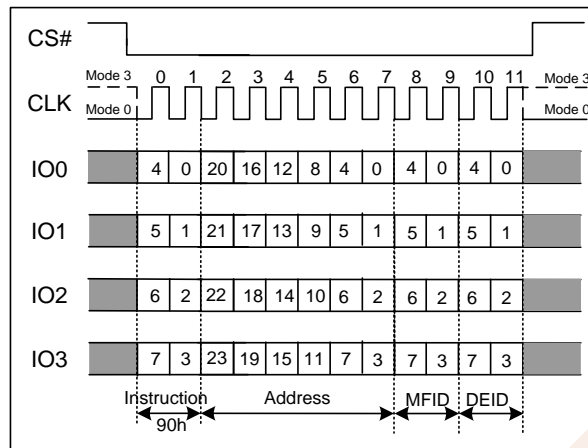 CS#
0 1 2 3 4 5 6 7 8 9 10 11
Mode 3 Mode 3
CLK
Mode 0 Mode 0
IO0 4 0 20 16 12 8 4 0 4 0 4 0
IO1 5 1 21 17 13 9 5 1 5 1 5 1
IO2 6 2 22 18 14 10 6 2 6 2 6 2
IO3 7 3 23 19 15 11 7 3 7 3 7 3
Instruction Address MFID DEID
90h